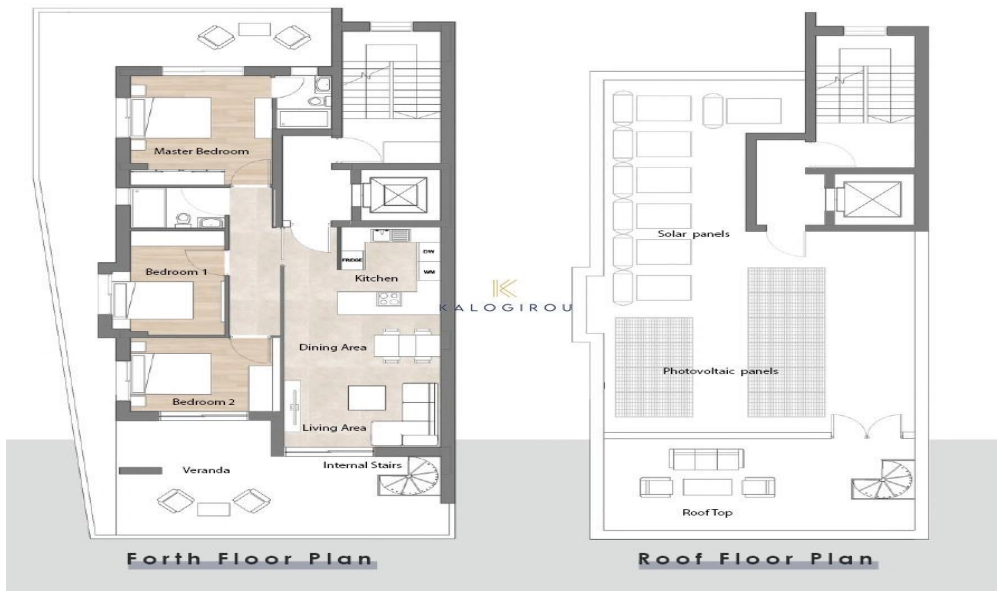 Master Bedroom
Bedroom 1
Bedroom 2
FRIDGE
DW
WM
Kitchen
Dining Area
Living Area
Internal Stairs
Veranda
Forth Floor Plan
KALOGIROU
Solar panels
Photovoltaic panels
Roof Top
Roof Floor Plan